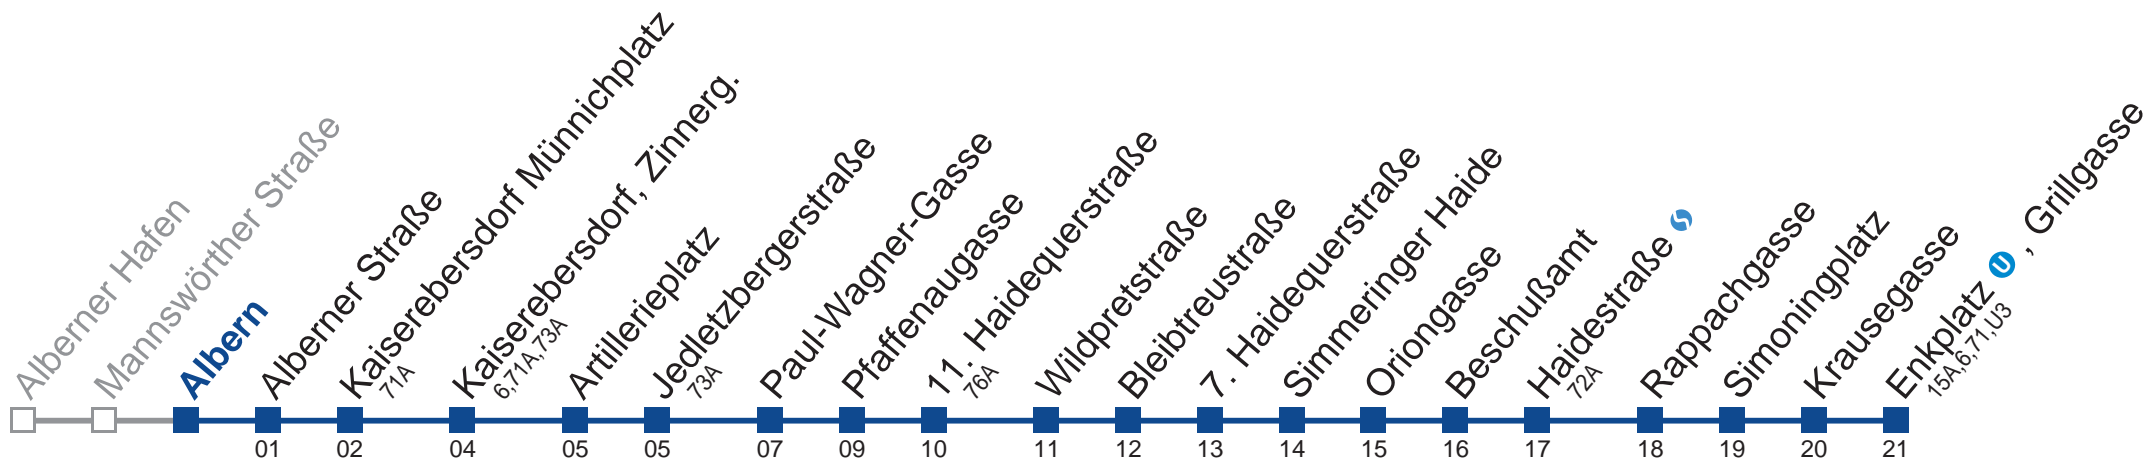 Alberner Hafen
Mannswörther Straße
Albern
Alberner Straße
Kaiserebersdorf Münnichplatz
71A
Kaiserebersdorf, Zinnerg.
6,71A,73A
Artillerieplatz
Jedletzbergerstraße
73A
Paul-Wagner-Gasse
Pfaffenaugasse
11. Haidequerstraße
76A
Wildpretstraße
Bleibtreustraße
7. Haidequerstraße
Simmeringer Haide
Oriongasse
Beschußamt
Haidestraße S
72A
Rappachgasse
Simoningplatz
Krausegasse
Enkplatz U , Grillgasse
15A,6,71,U3
01 02 04 05 05 07 09 10 11 12 13 14 15 16 17 18 19 20 21